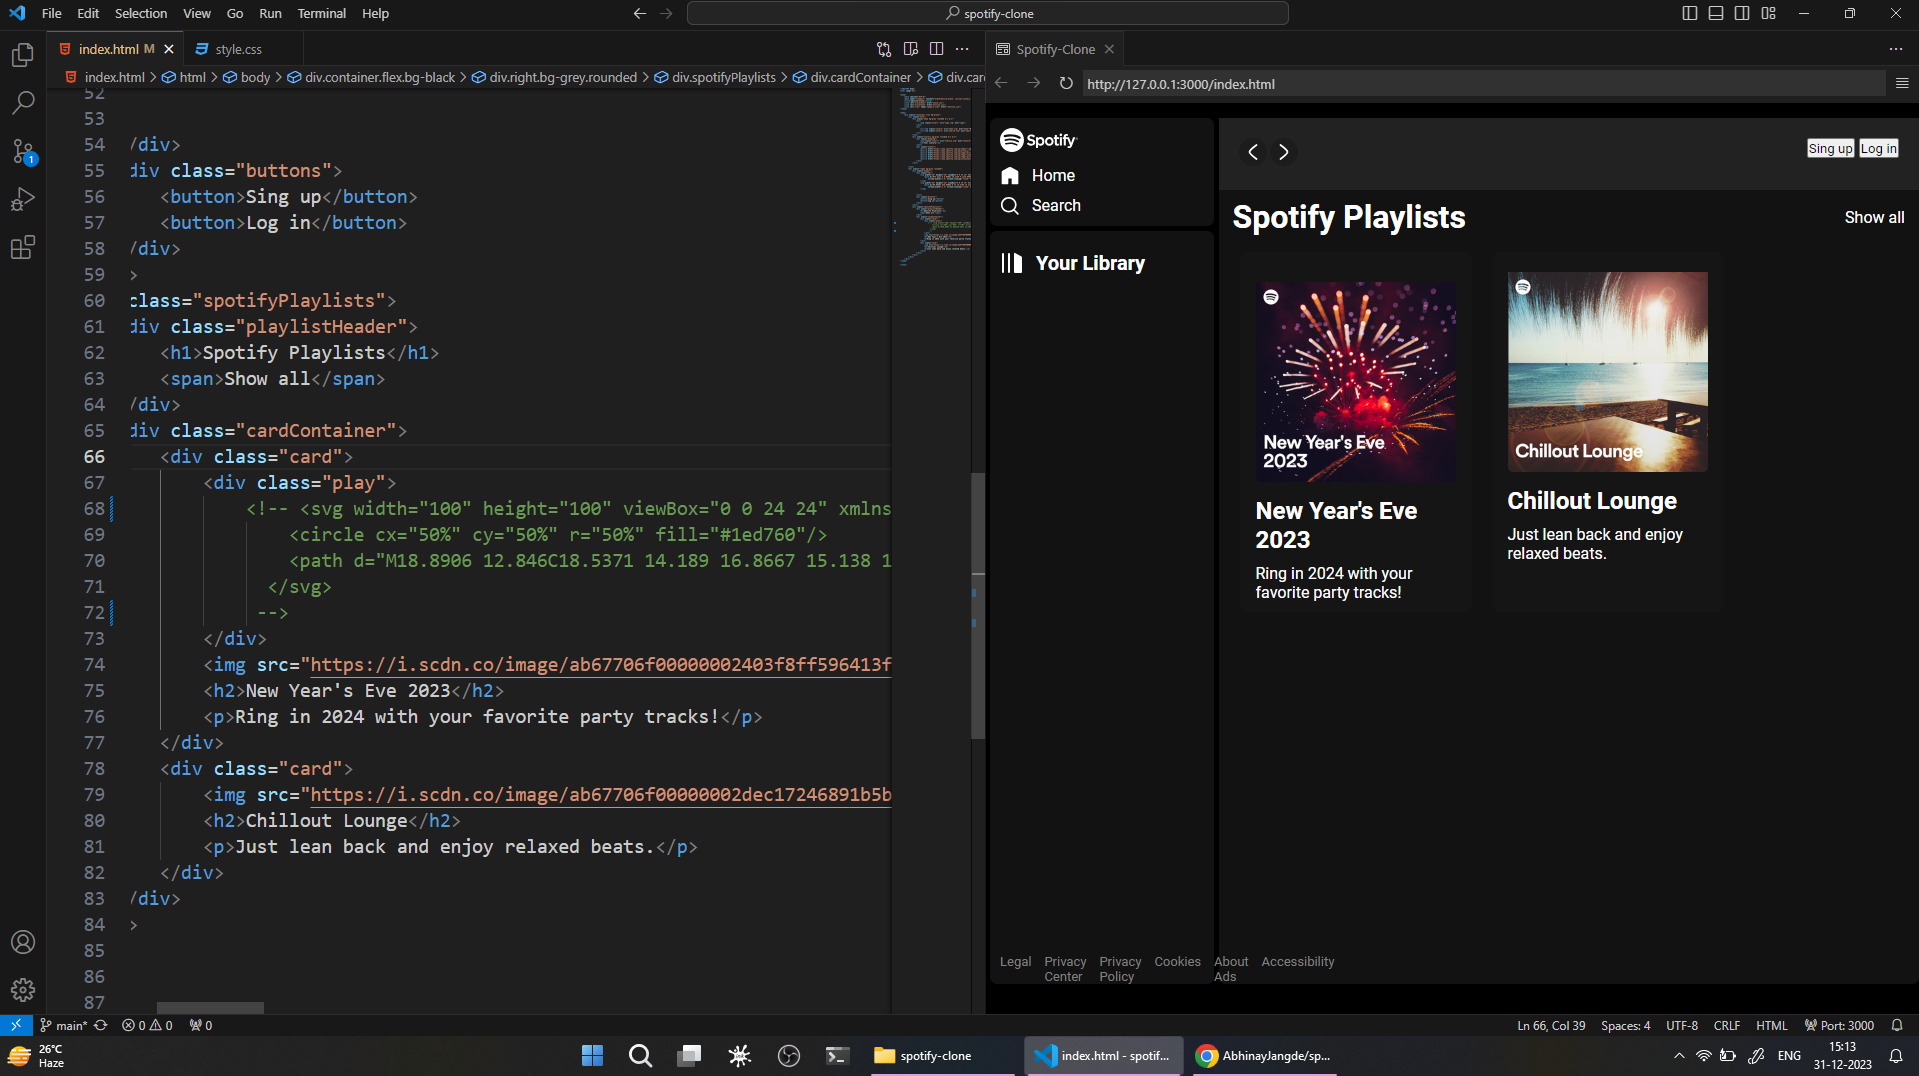 File Edit Selection View Go Run Terminal Help
spotify-clone
index.html M
style.css
Spotify-Clone
index.html > html > body > div.container.flex.bg-black > div.right.bg-grey.rounded > div.spotifyPlaylists > div.cardContainer > div.car
http://127.0.0.1:3000/index.html
52
53
54 /div>
55 div class="buttons">
56 <button>Sing up</button>
57 <button>Log in</button>
58 /div>
59 >
60 class="spotifyPlaylists">
61 div class="playlistHeader">
62 <h1>Spotify Playlists</h1>
63 <span>Show all</span>
64 /div>
65 div class="cardContainer">
66 <div class="card">
67 <div class="play">
68 <!-- <svg width="100" height="100" viewBox="0 0 24 24" xmlns
69 <circle cx="50%" cy="50%" r="50%" fill="#1ed760"/>
70 <path d="M18.8906 12.846C18.5371 14.189 16.8667 15.138 1
71 </svg>
72 -->
73 </div>
74 <img src="https://i.scdn.co/image/ab67706f00000002403f8ff596413f
75 <h2>New Year's Eve 2023</h2>
76 <p>Ring in 2024 with your favorite party tracks!</p>
77 </div>
78 <div class="card">
79 <img src="https://i.scdn.co/image/ab67706f00000002dec17246891b5b
80 <h2>Chillout Lounge</h2>
81 <p>Just lean back and enjoy relaxed beats.</p>
82 </div>
83 /div>
84 >
85
86
87
1
Spotify
Home
Search
Your Library
Sing up Log in
Spotify Playlists
Show all
New Year's Eve
2023
New Year's Eve
2023
Ring in 2024 with your
favorite party tracks!
Chillout Lounge
Chillout Lounge
Just lean back and enjoy
relaxed beats.
Legal Privacy Privacy Cookies About Accessibility
Center Policy Ads
main* 0 0 0
Ln 66, Col 39 Spaces: 4 UTF-8 CRLF HTML Port: 3000
26°C
Haze
spotify-clone
index.html - spotif...
AbhinayJangde/sp...
ENG
15:13
31-12-2023